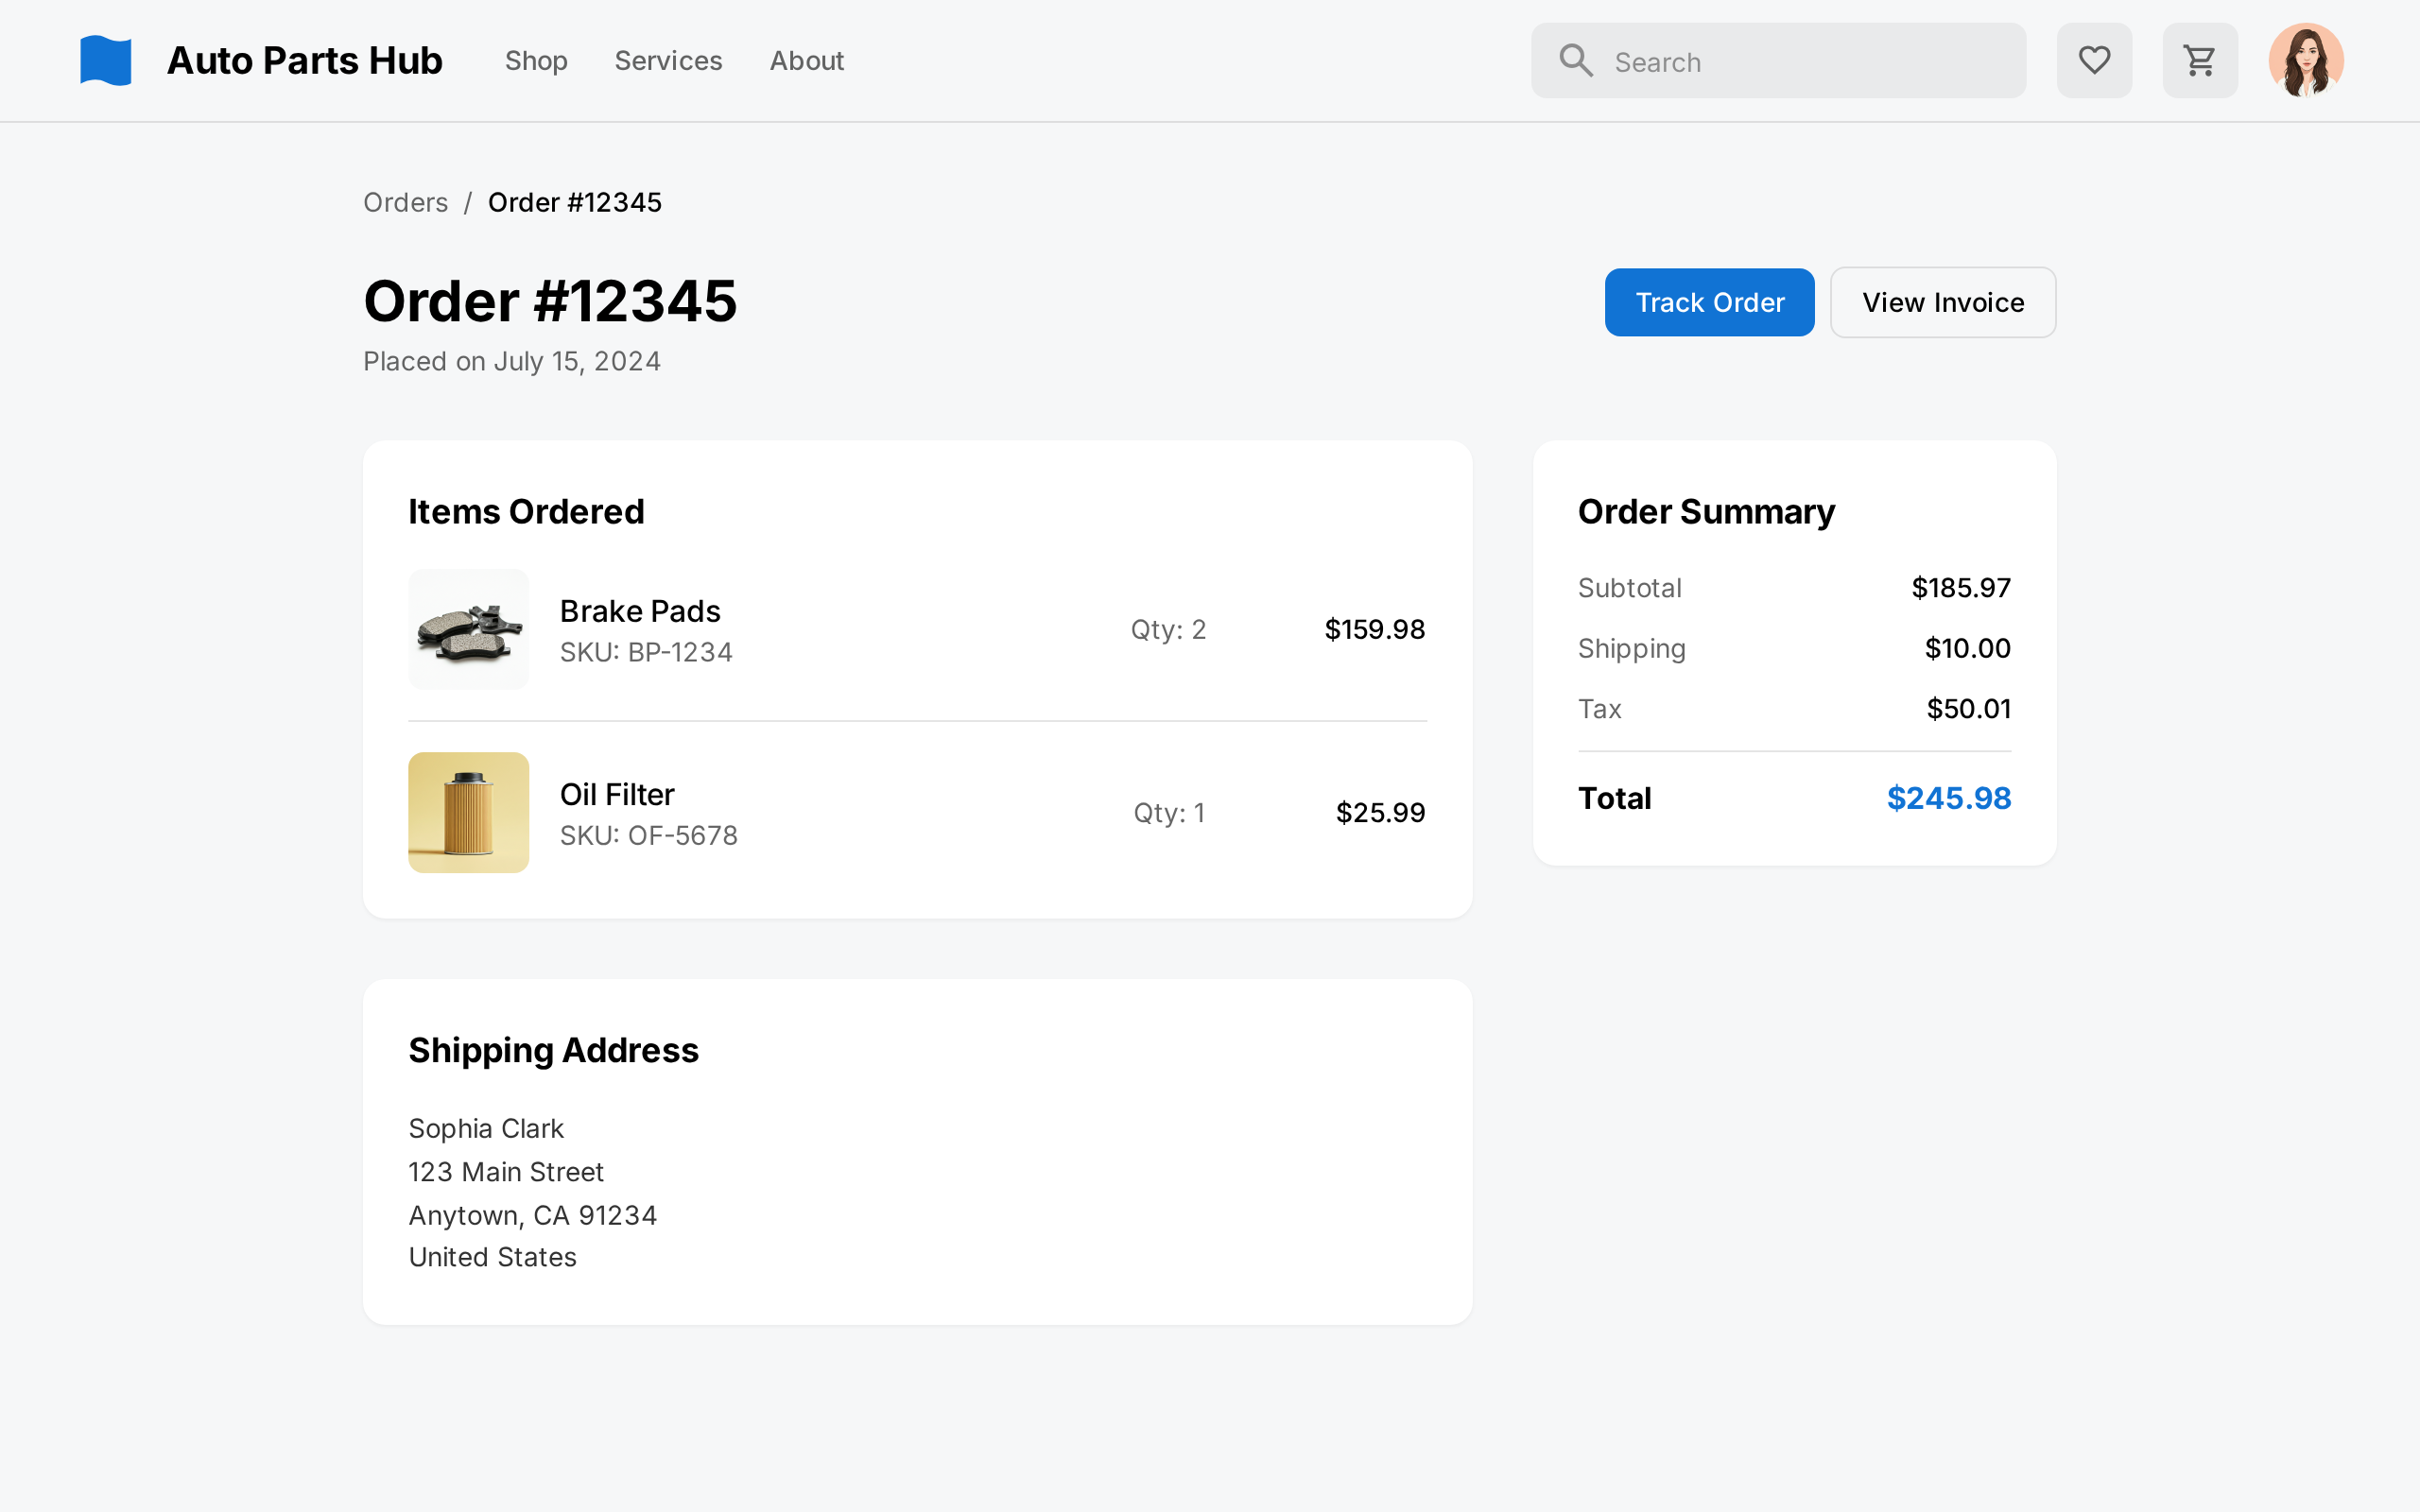 Auto Parts Hub
Shop
Services
About
Search
Orders / Order #12345
Order #12345
Placed on July 15, 2024
Track Order
View Invoice
Items Ordered
Brake Pads
SKU: BP-1234
Qty: 2
$159.98
Oil Filter
SKU: OF-5678
Qty: 1
$25.99
Order Summary
Subtotal $185.97
Shipping $10.00
Tax $50.01
Total $245.98
Shipping Address
Sophia Clark
123 Main Street
Anytown, CA 91234
United States